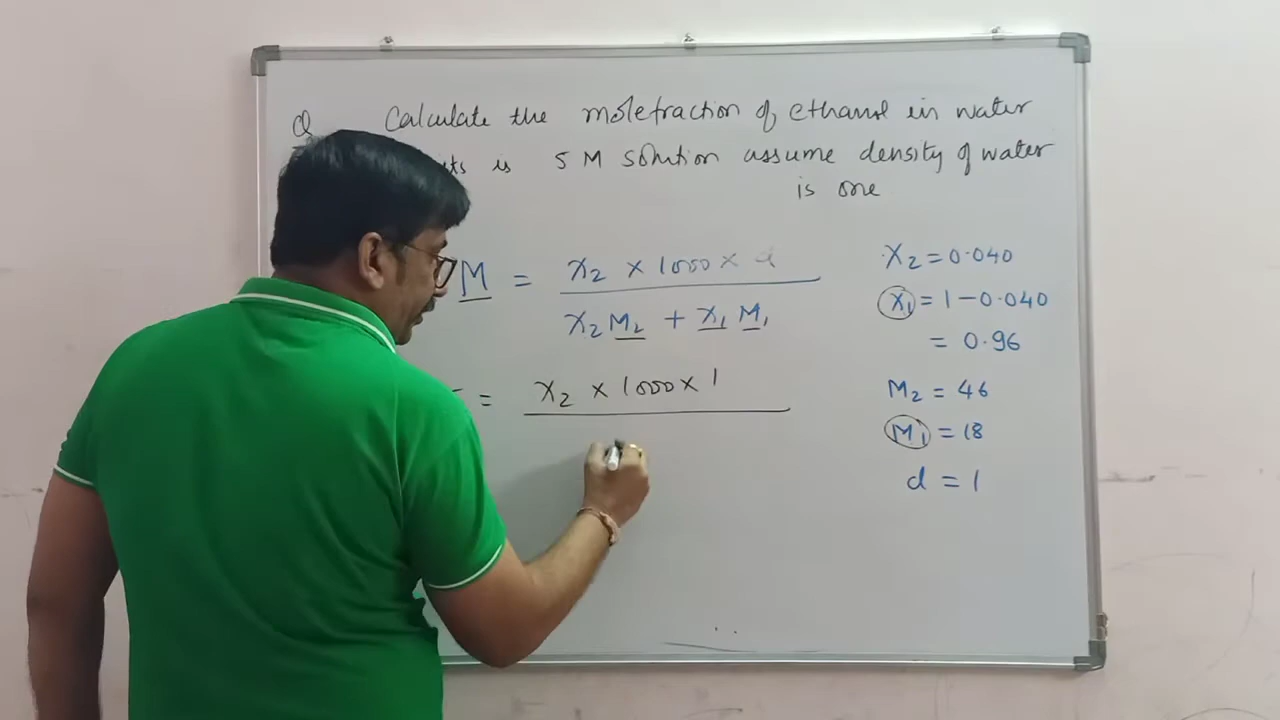 Q Calculate the molefraction of ethanol in water
is 5 M solution assume density of water
is one
M = x₂ × 1000 × d
x₂ M₂ + x₁ M₁
= x₂ × 1000 × 1
x₂ = 0.040
x₁ = 1 - 0.040
= 0.96
M₂ = 46
M₁ = 18
d = 1